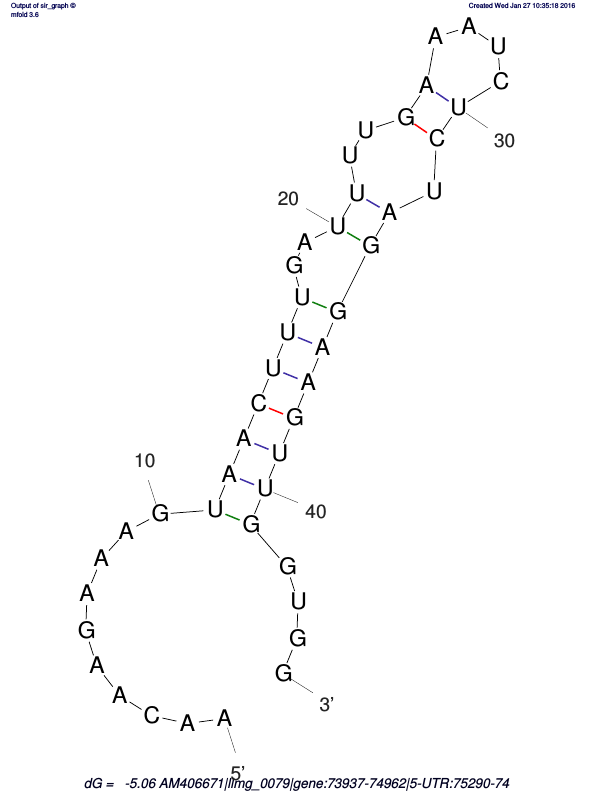 Output of sir_graph ©
mfold 3.6
Created Wed Jan 27 10:35:18 2016
A
A
U
A
C
A
U
G
U
C
30
U
U
U
U
A
20
U
A
G
G
U
G
U
A
U
A
C
G
A
U
10
A
U
40
G
U
G
A
A
G
A
U
G
G
A
G
A
3'
C
A
A
5'
dG = -5.06 AM406671|llmg_0079|gene:73937-74962|5-UTR:75290-74